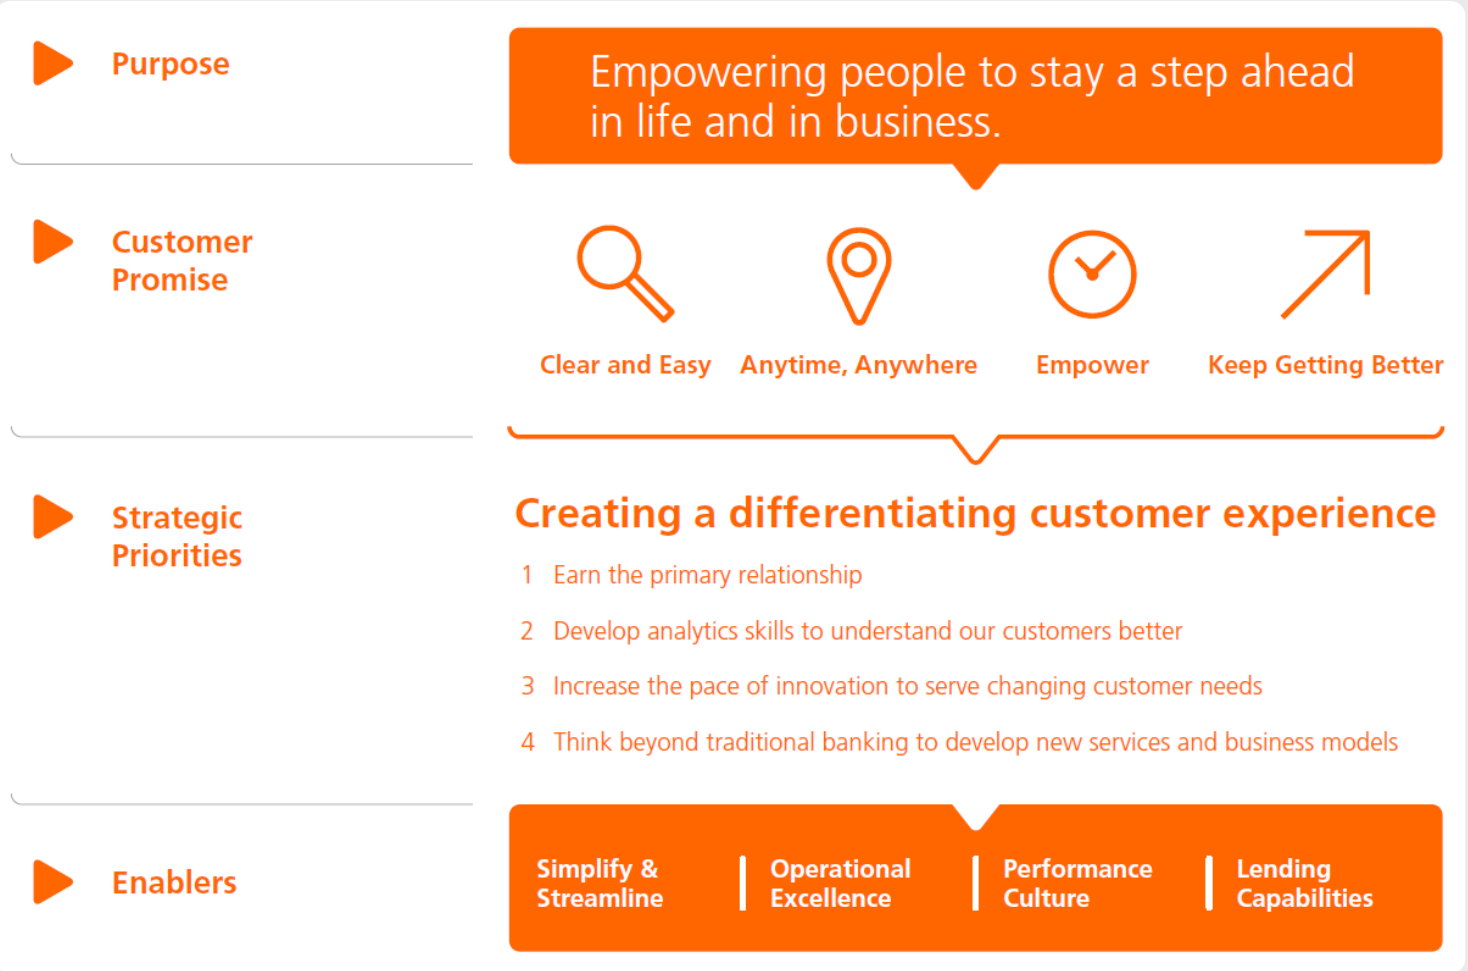 Purpose
Empowering people to stay a step ahead
in life and in business.
Customer
Promise
Clear and Easy
Anytime, Anywhere
Empower
Keep Getting Better
Strategic
Priorities
Creating a differentiating customer experience
1 Earn the primary relationship
2 Develop analytics skills to understand our customers better
3 Increase the pace of innovation to serve changing customer needs
4 Think beyond traditional banking to develop new services and business models
Enablers
Simplify &
Streamline
Operational
Excellence
Performance
Culture
Lending
Capabilities